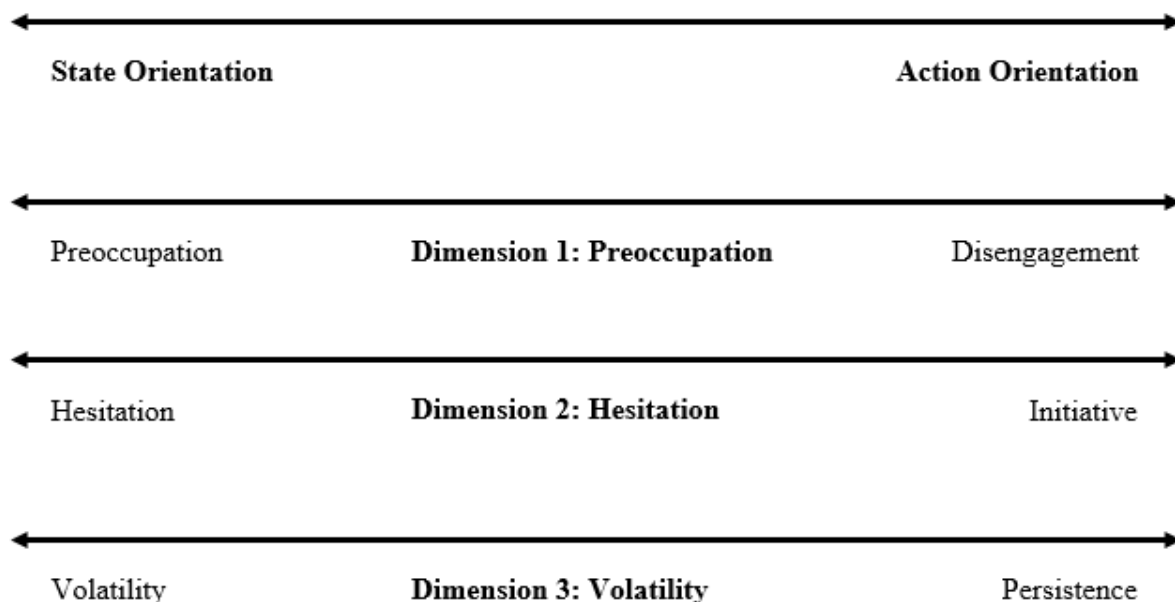 State Orientation Action Orientation
Preoccupation Dimension 1: Preoccupation Disengagement
Hesitation Dimension 2: Hesitation Initiative
Volatility Dimension 3: Volatility Persistence